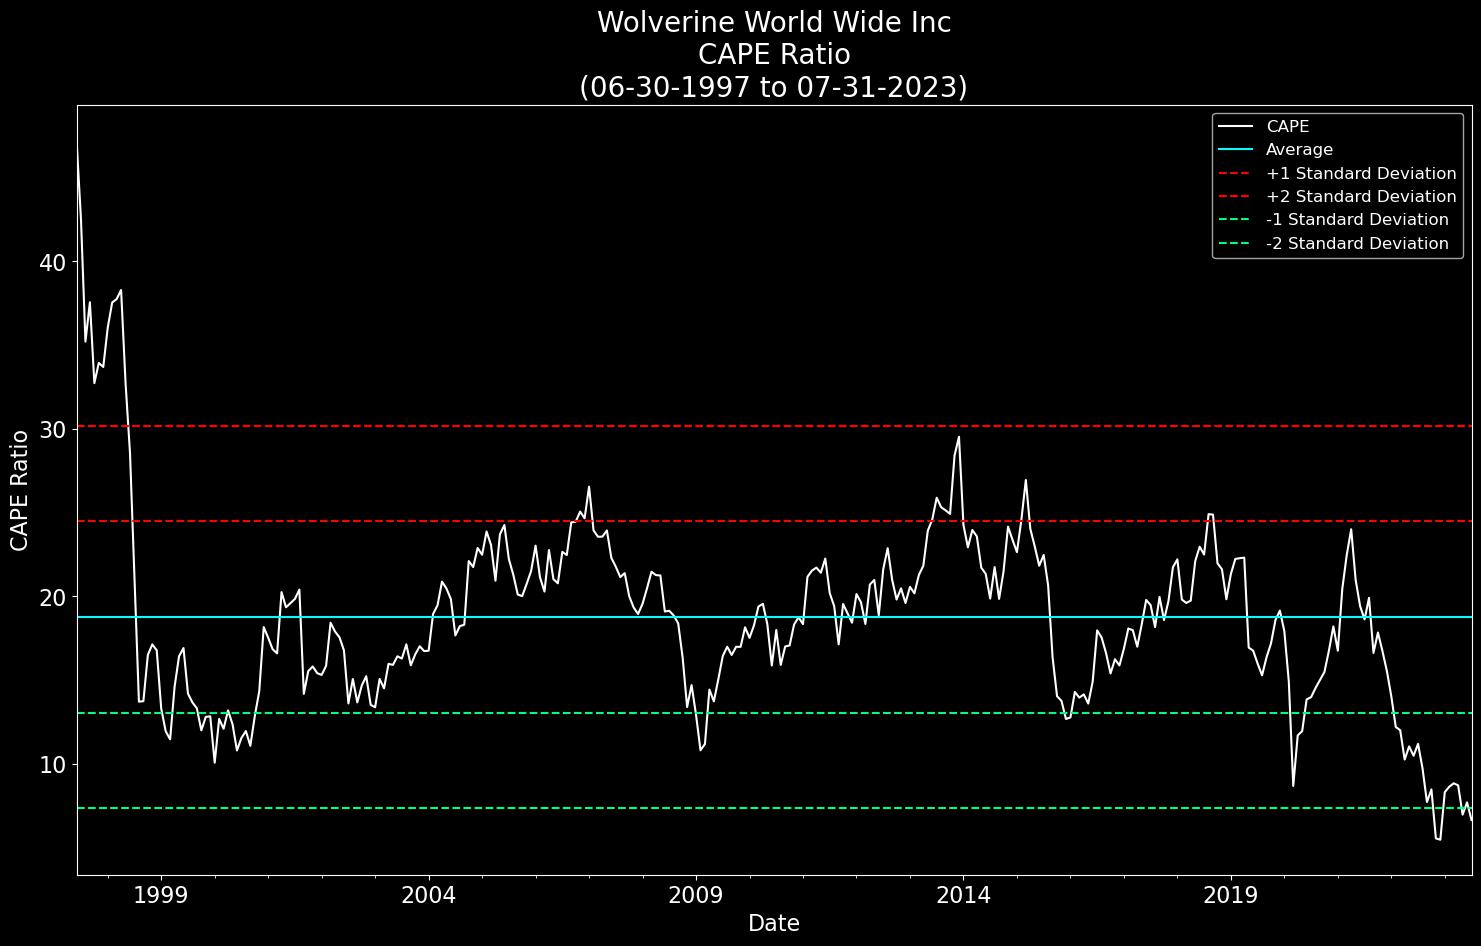 Wolverine World Wide Inc
CAPE Ratio
(06-30-1997 to 07-31-2023)
CAPE
Average
+1 Standard Deviation
+2 Standard Deviation
-1 Standard Deviation
-2 Standard Deviation
CAPE Ratio
40
30
20
10
1999
2004
2009
2014
2019
Date